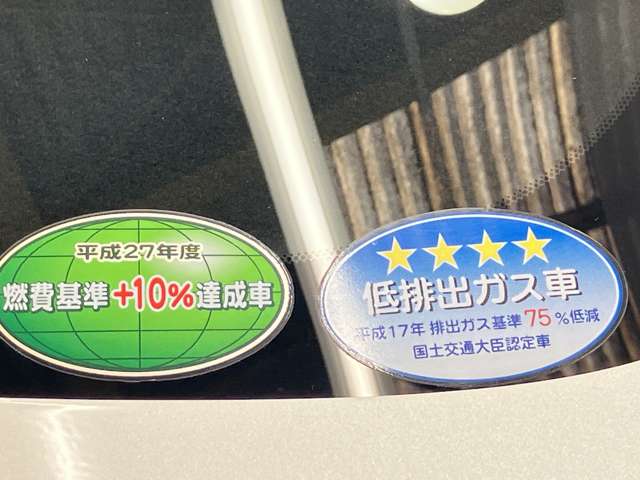 平成27年度
燃費基準+10%達成車
★★★★
低排出ガス車
平成17年 排出ガス基準 75 %低減
国土交通大臣認定車